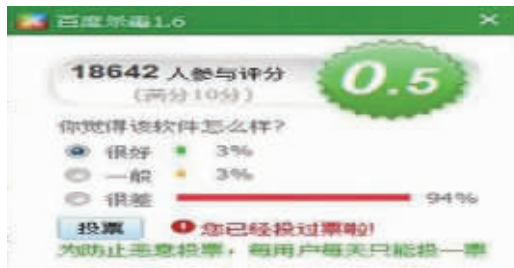 百度杀毒1.6
18642 人参与评分
(满分10分)
0.5
你觉得该软件怎么样?
很好 3%
一般 3%
很差 94%
投票 您已经投过票啦!
为防止恶意投票，每用户每天只能投一票